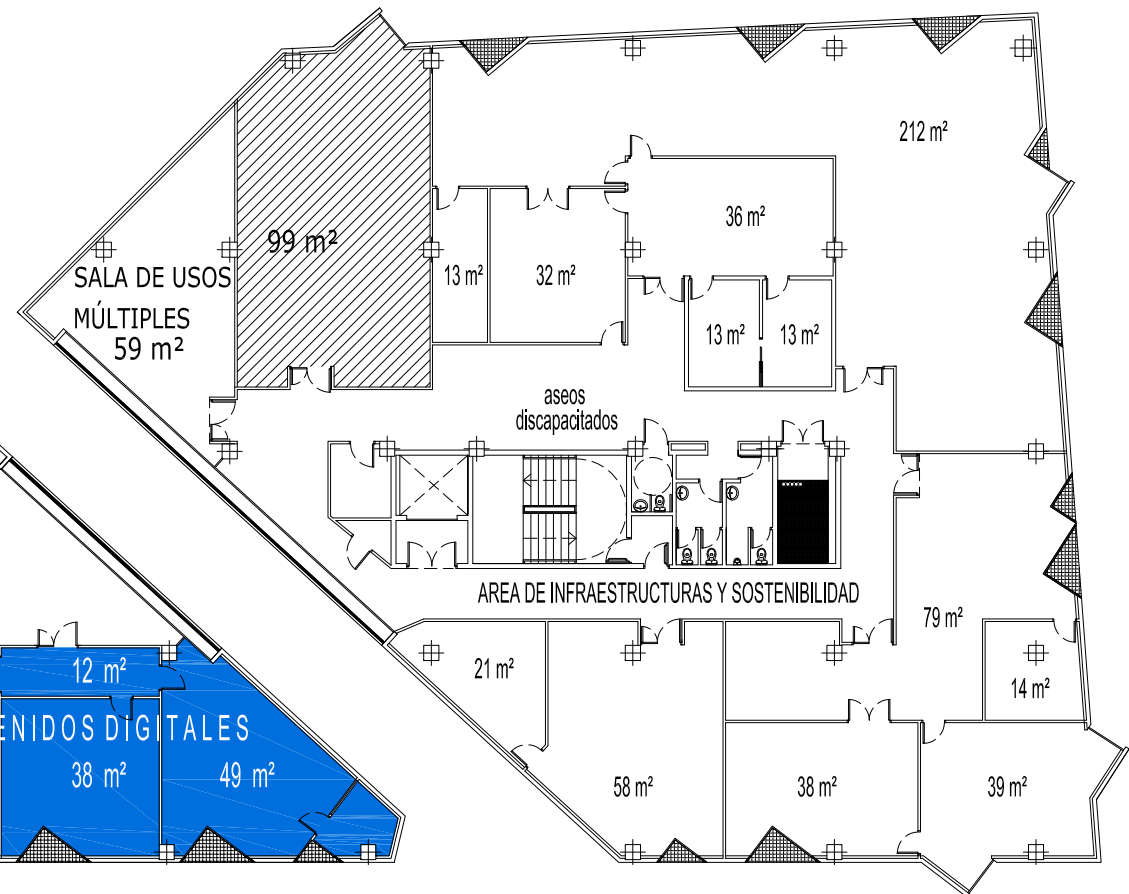 212 m²
36 m²
99 m²
13 m²
32 m²
SALA DE USOS
MÚLTIPLES
59 m²
13 m²
13 m²
aseos
discapacitados
AREA DE INFRAESTRUCTURAS Y SOSTENIBILIDAD
79 m²
21 m²
14 m²
12 m²
ENIDOS DIGITALES
38 m²
49 m²
58 m²
38 m²
39 m²